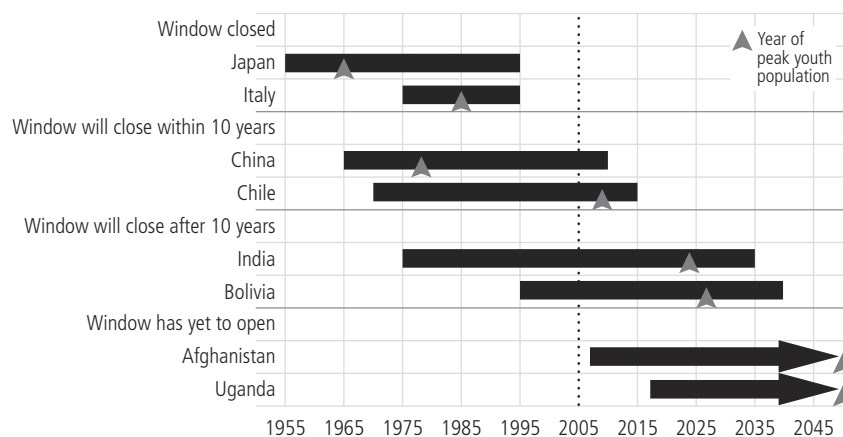 Window closed
Year of
peak youth
population
Japan
Italy
Window will close within 10 years
China
Chile
Window will close after 10 years
India
Bolivia
Window has yet to open
Afghanistan
Uganda
1955 1965 1975 1985 1995 2005 2015 2025 2035 2045